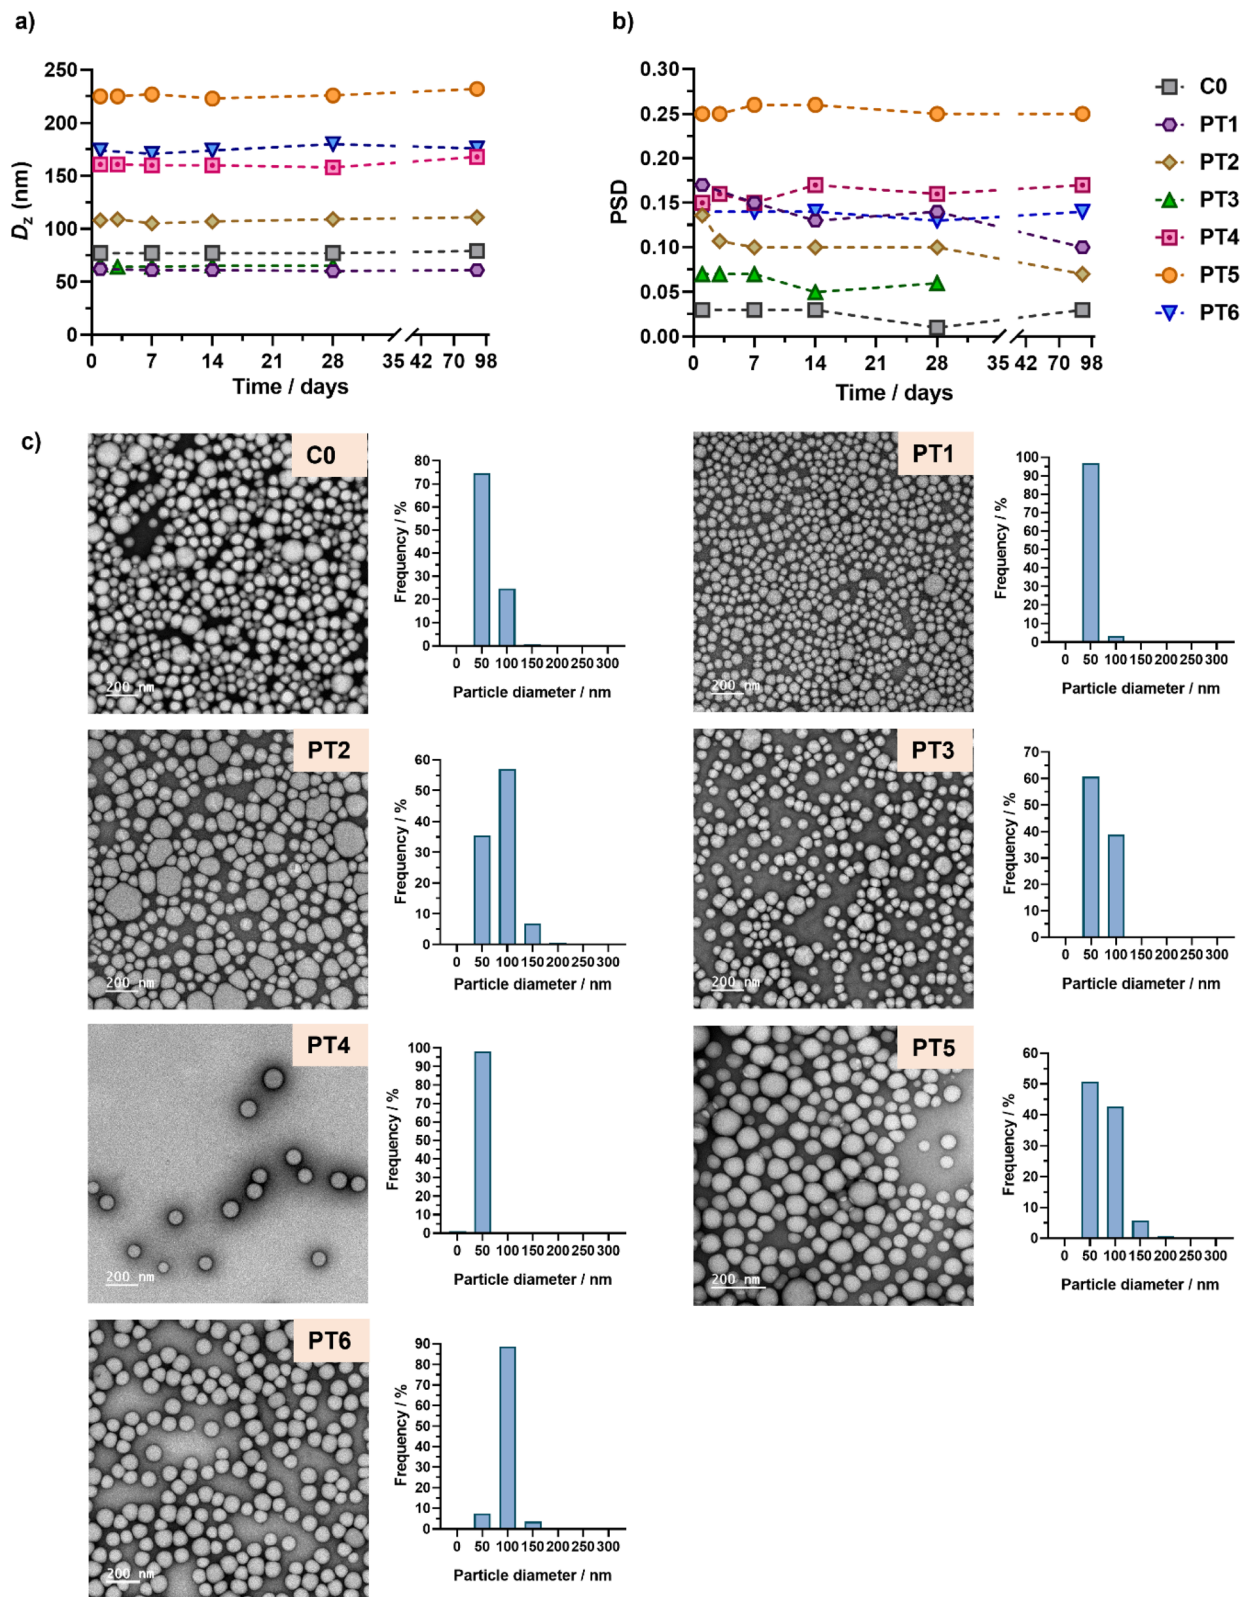 a)
250
200
150
100
50
0
Dz (nm)
0 7 14 21 28 35 42 70 98
Time / days
b)
0.30
0.25
0.20
0.15
0.10
0.05
0.00
PSD
0 7 14 21 28 35 42 70 98
Time / days
C0
PT1
PT2
PT3
PT4
PT5
PT6
c)
C0
200 nm
80
70
60
50
40
30
20
10
0
Frequency / %
0 50 100 150 200 250 300
Particle diameter / nm
PT1
200 nm
100
90
80
70
60
50
40
30
20
10
0
Frequency / %
0 50 100 150 200 250 300
Particle diameter / nm
PT2
200 nm
60
50
40
30
20
10
0
Frequency / %
0 50 100 150 200 250 300
Particle diameter / nm
PT3
200 nm
70
60
50
40
30
20
10
0
Frequency / %
0 50 100 150 200 250 300
Particle diameter / nm
PT4
200 nm
100
90
80
70
60
50
40
30
20
10
0
Frequency / %
0 50 100 150 200 250 300
Particle diameter / nm
PT5
200 nm
60
50
40
30
20
10
0
Frequency / %
0 50 100 150 200 250 300
Particle diameter / nm
PT6
200 nm
90
80
70
60
50
40
30
20
10
0
Frequency / %
0 50 100 150 200 250 300
Particle diameter / nm